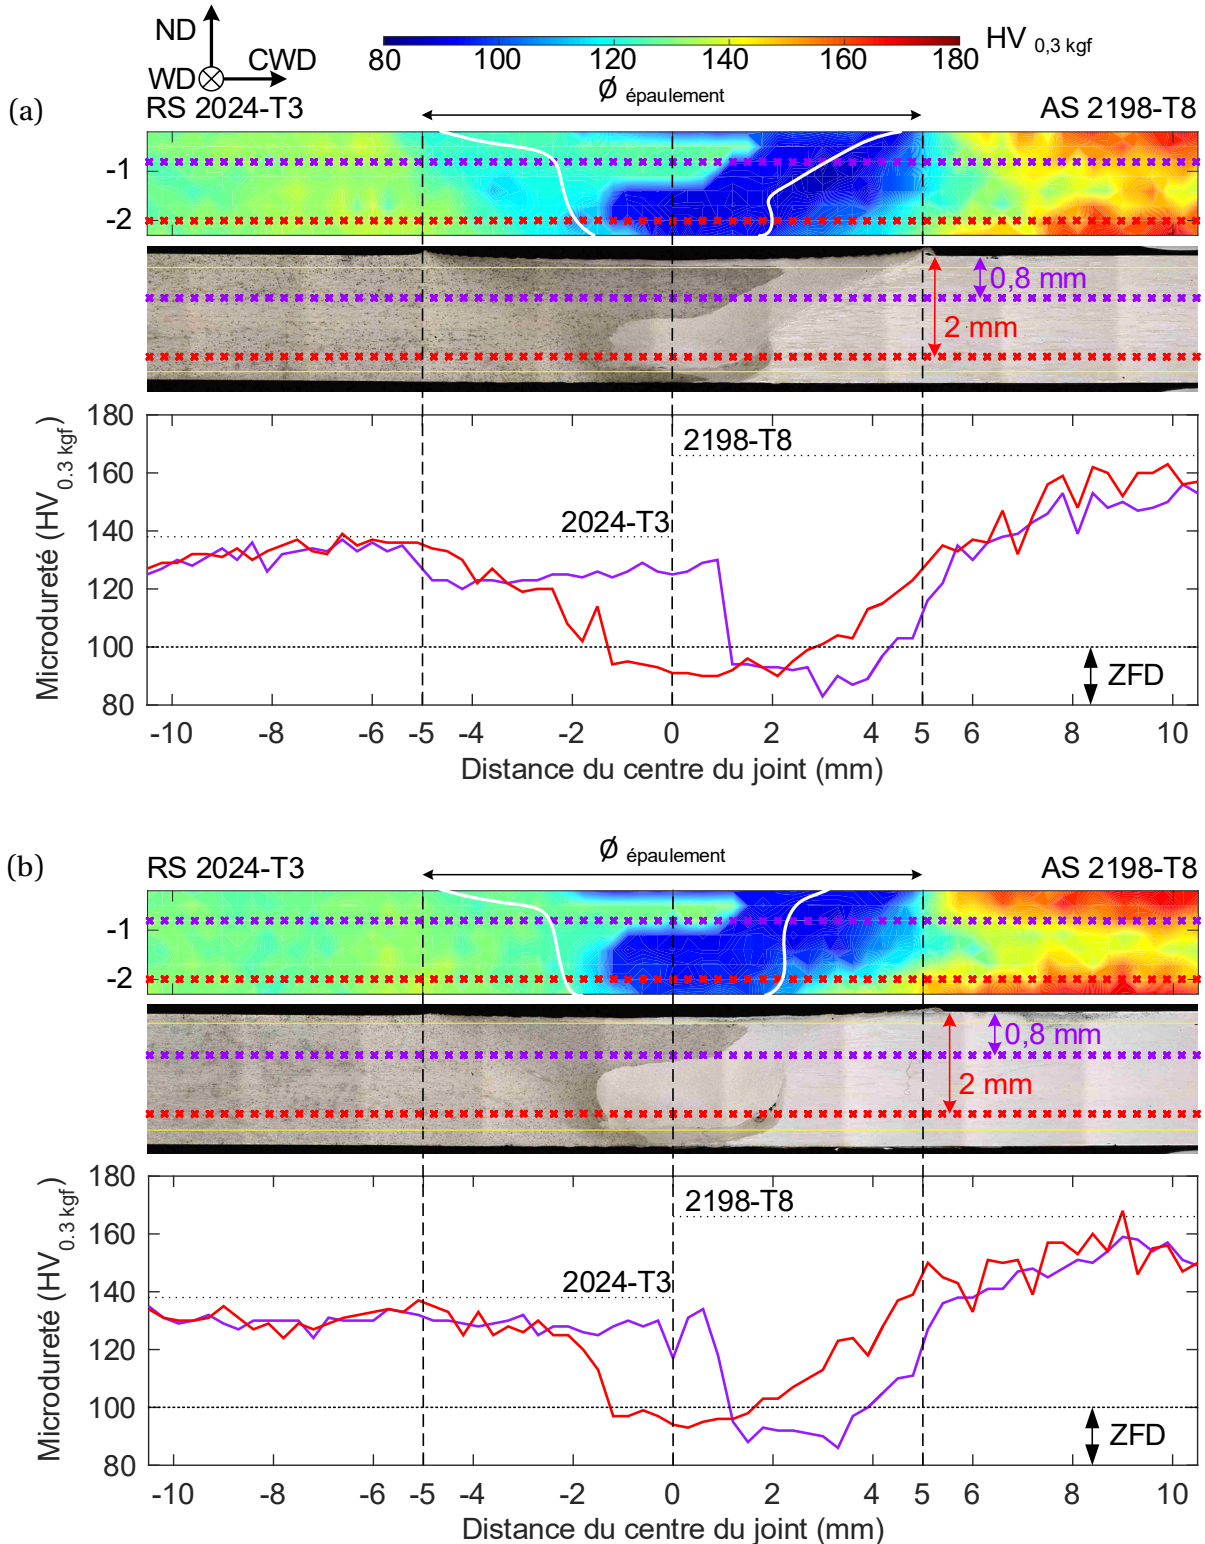 ND
WD CWD
80 100 120 140 160 180 HV 0,3 kgf
(a)
RS 2024-T3 Ø épaulement AS 2198-T8
-1
-2
0,8 mm
2 mm
180
160
140
120
100
80
Microdureté (HV0.3 kgf)
2198-T8
2024-T3
ZFD
-10 -8 -6 -5 -4 -2 0 2 4 5 6 8 10
Distance du centre du joint (mm)
(b)
RS 2024-T3 Ø épaulement AS 2198-T8
-1
-2
0,8 mm
2 mm
180
160
140
120
100
80
Microdureté (HV0.3 kgf)
2198-T8
2024-T3
ZFD
-10 -8 -6 -5 -4 -2 0 2 4 5 6 8 10
Distance du centre du joint (mm)